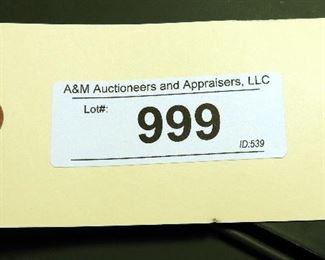 A&M Auctioneers and Appraisers, LLC
Lot#:
999
ID:539